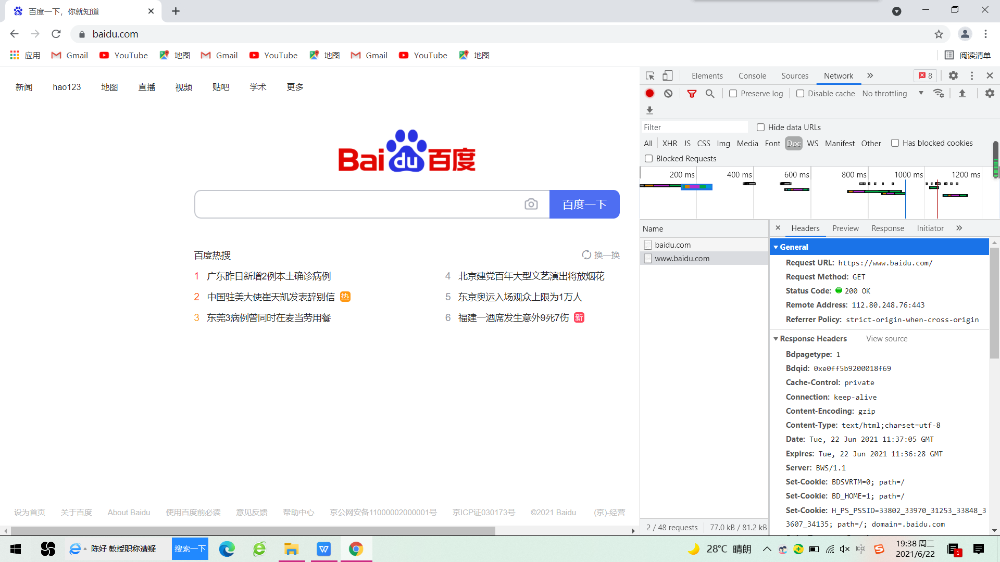 百度一下，你就知道
baidu.com
应用 Gmail YouTube 地图 Gmail YouTube 地图 Gmail YouTube 地图 阅读清单
新闻 hao123 地图 直播 视频 贴吧 学术 更多
Bai du 百度
百度一下
百度热搜 换一换
1 广东昨日新增2例本土确诊病例
2 中国驻美大使崔天凯发表辞别信 热
3 东莞3病例曾同时在麦当劳用餐
4 北京建党百年大型文艺演出将放烟花
5 东京奥运入场观众上限为1万人
6 福建一酒席发生意外9死7伤 新
设为首页 关于百度 About Baidu 使用百度前必读 意见反馈 帮助中心 京公网安备11000002000001号 京ICP证030173号 ©2021 Baidu (京)-经营
Elements Console Sources Network 8
Preserve log Disable cache No throttling
Filter Hide data URLs
All XHR JS CSS Img Media Font Doc WS Manifest Other Has blocked cookies
Blocked Requests
200 ms 400 ms 600 ms 800 ms 1000 ms 1200 ms
Name
baidu.com
www.baidu.com
2 / 48 requests 77.0 kB / 81.2 kB
Headers Preview Response Initiator
General
Request URL: https://www.baidu.com/
Request Method: GET
Status Code: 200 OK
Remote Address: 112.80.248.76:443
Referrer Policy: strict-origin-when-cross-origin
Response Headers View source
Bdpagetype: 1
Bdqid: 0xe0ff5b9200018f69
Cache-Control: private
Connection: keep-alive
Content-Encoding: gzip
Content-Type: text/html;charset=utf-8
Date: Tue, 22 Jun 2021 11:37:05 GMT
Expires: Tue, 22 Jun 2021 11:36:28 GMT
Server: BWS/1.1
Set-Cookie: BDSVRTM=0; path=/
Set-Cookie: BD_HOME=1; path=/
Set-Cookie: H_PS_PSSID=33802_33970_31253_33848_3
3607_34135; path=/; domain=.baidu.com
陈好 教授职称遭疑 搜索一下
28°C 晴朗
中
19:38 周二
2021/6/22
1